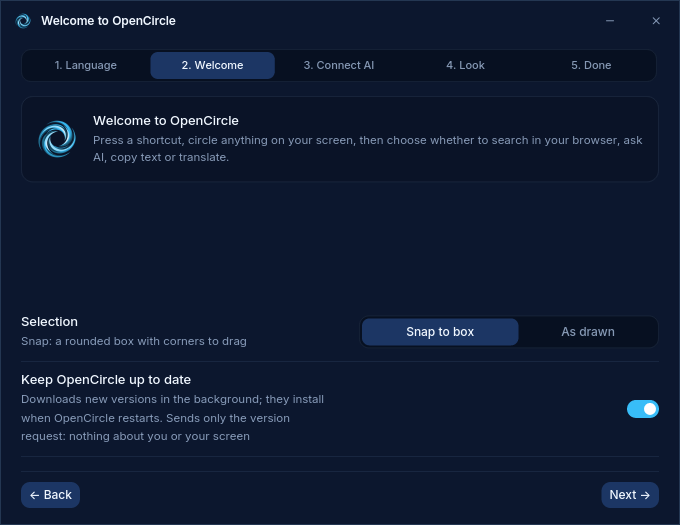 Welcome to OpenCircle
1. Language
2. Welcome
3. Connect AI
4. Look
5. Done
Welcome to OpenCircle
Press a shortcut, circle anything on your screen, then choose whether to search in your browser, ask
AI, copy text or translate.
Selection
Snap: a rounded box with corners to drag
Snap to box
As drawn
Keep OpenCircle up to date
Downloads new versions in the background; they install
when OpenCircle restarts. Sends only the version
request: nothing about you or your screen
← Back
Next →